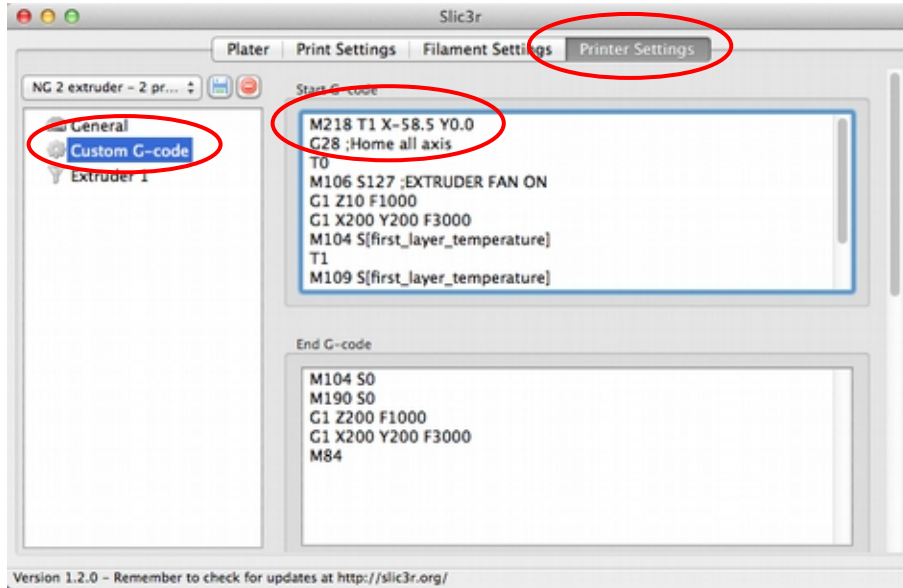 Slic3r
Plater Print Settings Filament Settings Printer Settings
NG 2 extruder - 2 pr...
General
Custom G-code
Extruder 1
Start G-code
M218 T1 X-58.5 Y0.0
G28 ;Home all axis
T0
M106 S127 ;EXTRUDER FAN ON
G1 Z10 F1000
G1 X200 Y200 F3000
M104 S[first_layer_temperature]
T1
M109 S[first_layer_temperature]
End G-code
M104 S0
M190 S0
G1 Z200 F1000
G1 X200 Y200 F3000
M84
Version 1.2.0 - Remember to check for updates at http://slic3r.org/